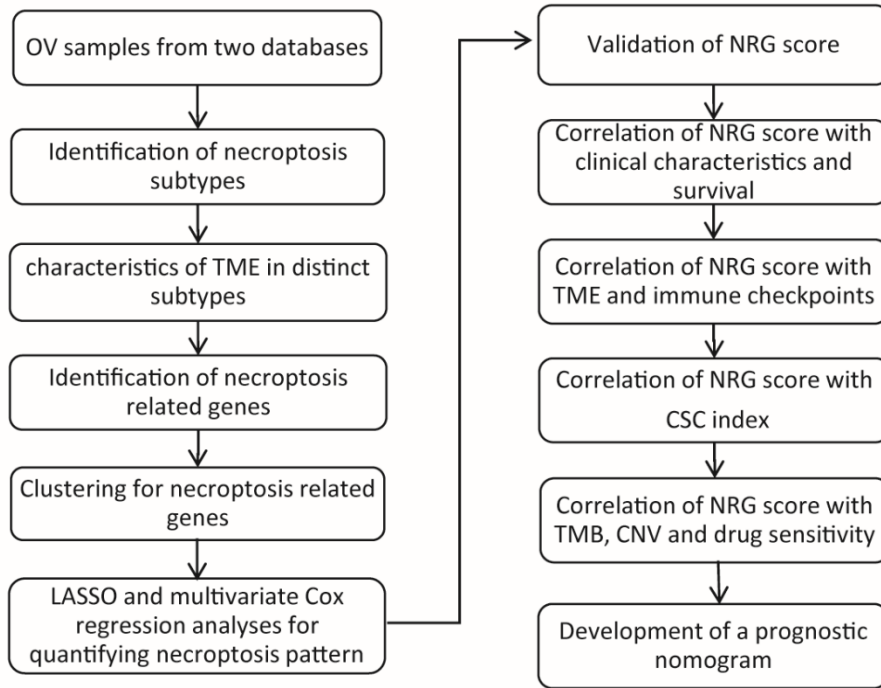 OV samples from two databases
Identification of necroptosis
subtypes
characteristics of TME in distinct
subtypes
Identification of necroptosis
related genes
Clustering for necroptosis related
genes
LASSO and multivariate Cox
regression analyses for
quantifying necroptosis pattern
Validation of NRG score
Correlation of NRG score with
clinical characteristics and
survival
Correlation of NRG score with
TME and immune checkpoints
Correlation of NRG score with
CSC index
Correlation of NRG score with
TMB, CNV and drug sensitivity
Development of a prognostic
nomogram